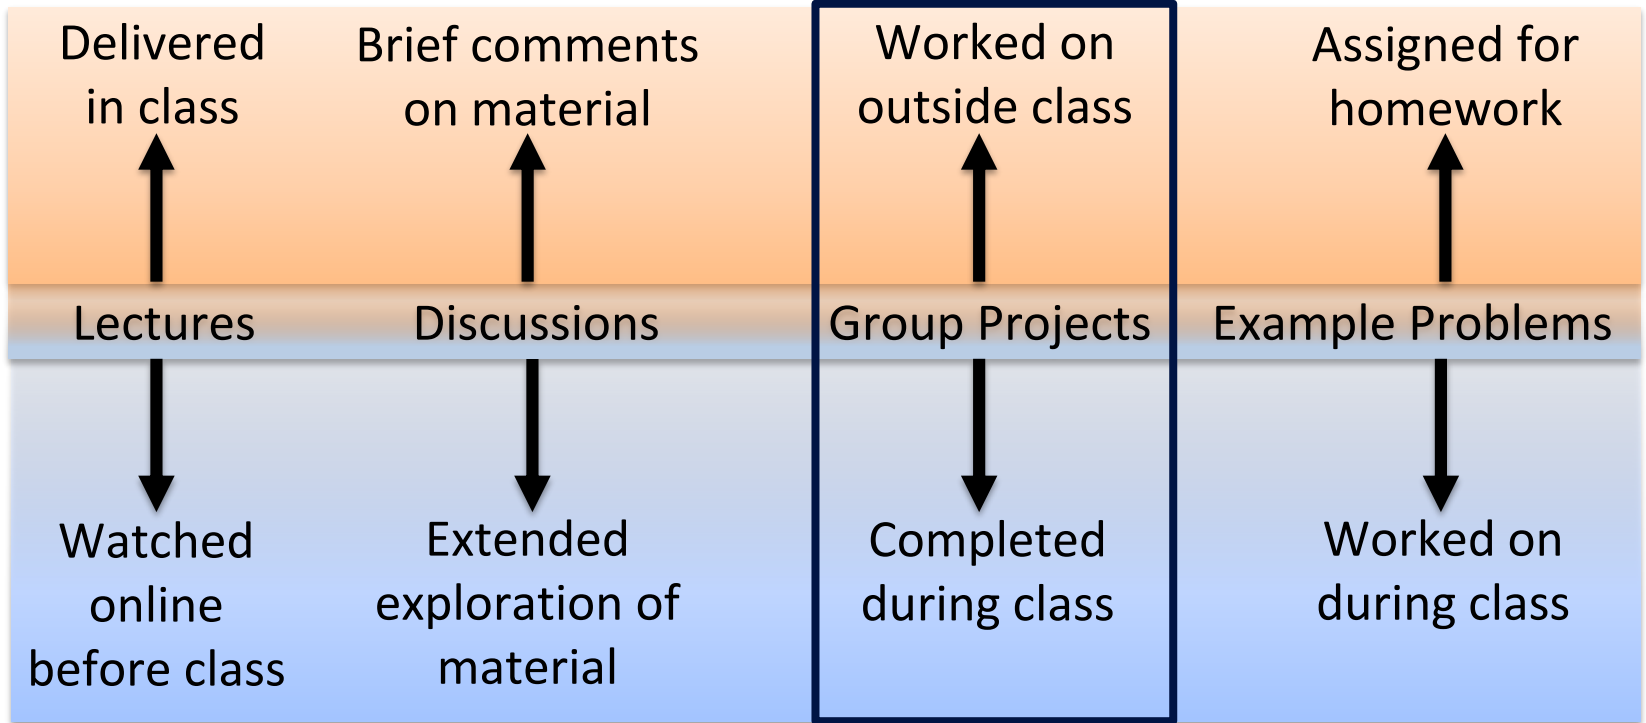 Delivered
in class
Brief comments
on material
Worked on
outside class
Assigned for
homework
Lectures
Discussions
Group Projects
Example Problems
Watched
online
before class
Extended
exploration of
material
Completed
during class
Worked on
during class